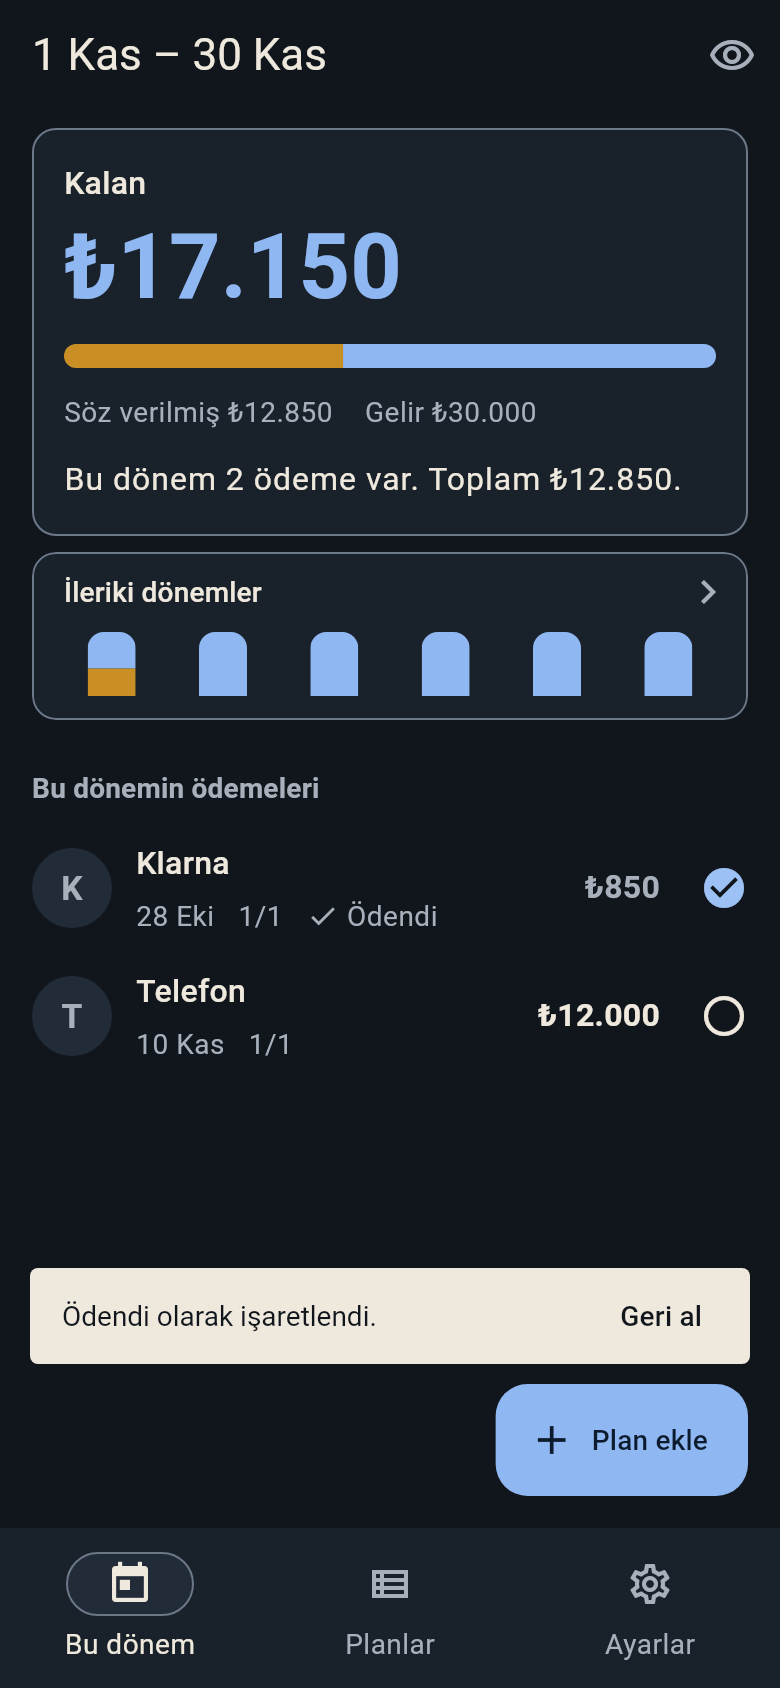 1 Kas – 30 Kas
Kalan
₺17.150
Söz verilmiş ₺12.850 Gelir ₺30.000
Bu dönem 2 ödeme var. Toplam ₺12.850.
İleriki dönemler
Bu dönemin ödemeleri
K
Klarna
28 Eki 1/1 Ödendi
₺850
T
Telefon
10 Kas 1/1
₺12.000
Ödendi olarak işaretlendi. Geri al
Plan ekle
Bu dönem Planlar Ayarlar